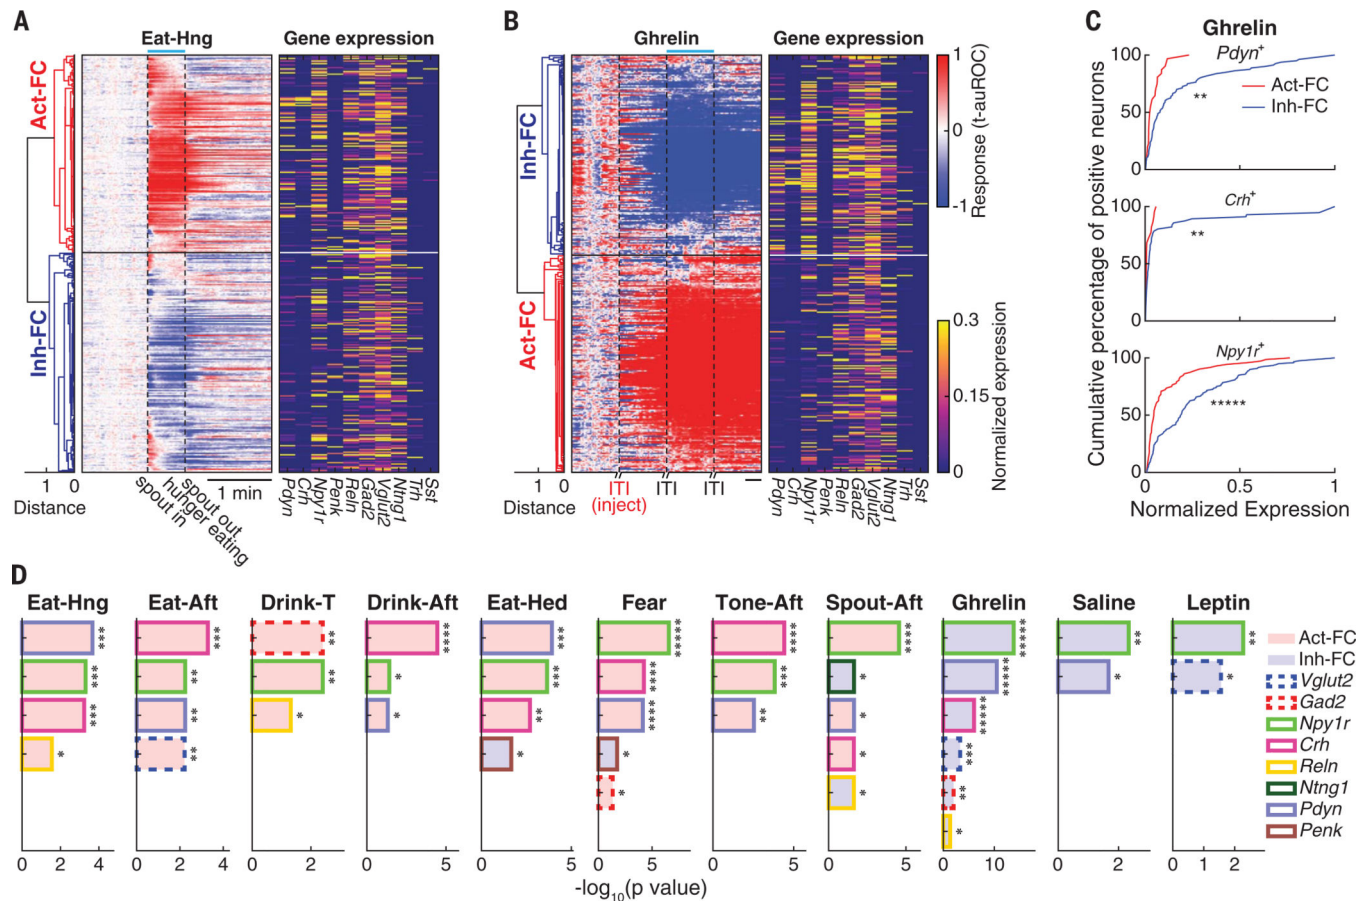 A
Eat-Hng
Gene expression
Act-FC
Inh-FC
1 0
Distance
spout in
hunger eating
spout out
1 min
Pdyn
Crh
Npy1r
Penk
Reln
Gad2
Vglut2
Ntng1
Trh
Sst
B
Ghrelin
Gene expression
Inh-FC
Act-FC
1 0
Distance
ITI
(inject)
ITI
ITI
Pdyn
Crh
Npy1r
Penk
Reln
Gad2
Vglut2
Ntng1
Trh
Sst
1
0
-1
Response (t-auROC)
0.3
0.15
0
Normalized expression
C
Ghrelin
Cumulative percentage of positive neurons
100
50
0
Pdyn+
Act-FC
Inh-FC
**
100
50
0
Crh+
**
100
50
0
Npy1r+
*****
0 0.5 1
Normalized Expression
D
Eat-Hng
***
***
***
*
0 2 4
Eat-Aft
***
**
**
**
0 2 4
Drink-T
**
**
*
0 2
Drink-Aft
****
*
*
0 5
Eat-Hed
***
***
**
*
0 5
Fear
*****
****
****
*
*
0 5
Tone-Aft
****
***
**
0 5
Spout-Aft
****
*
*
*
*
0 5
Ghrelin
*****
*****
*****
***
**
*
0 10
Saline
**
*
0 2
Leptin
**
*
0 1 2
-log10(p value)
Act-FC
Inh-FC
Vglut2
Gad2
Npy1r
Crh
Reln
Ntng1
Pdyn
Penk